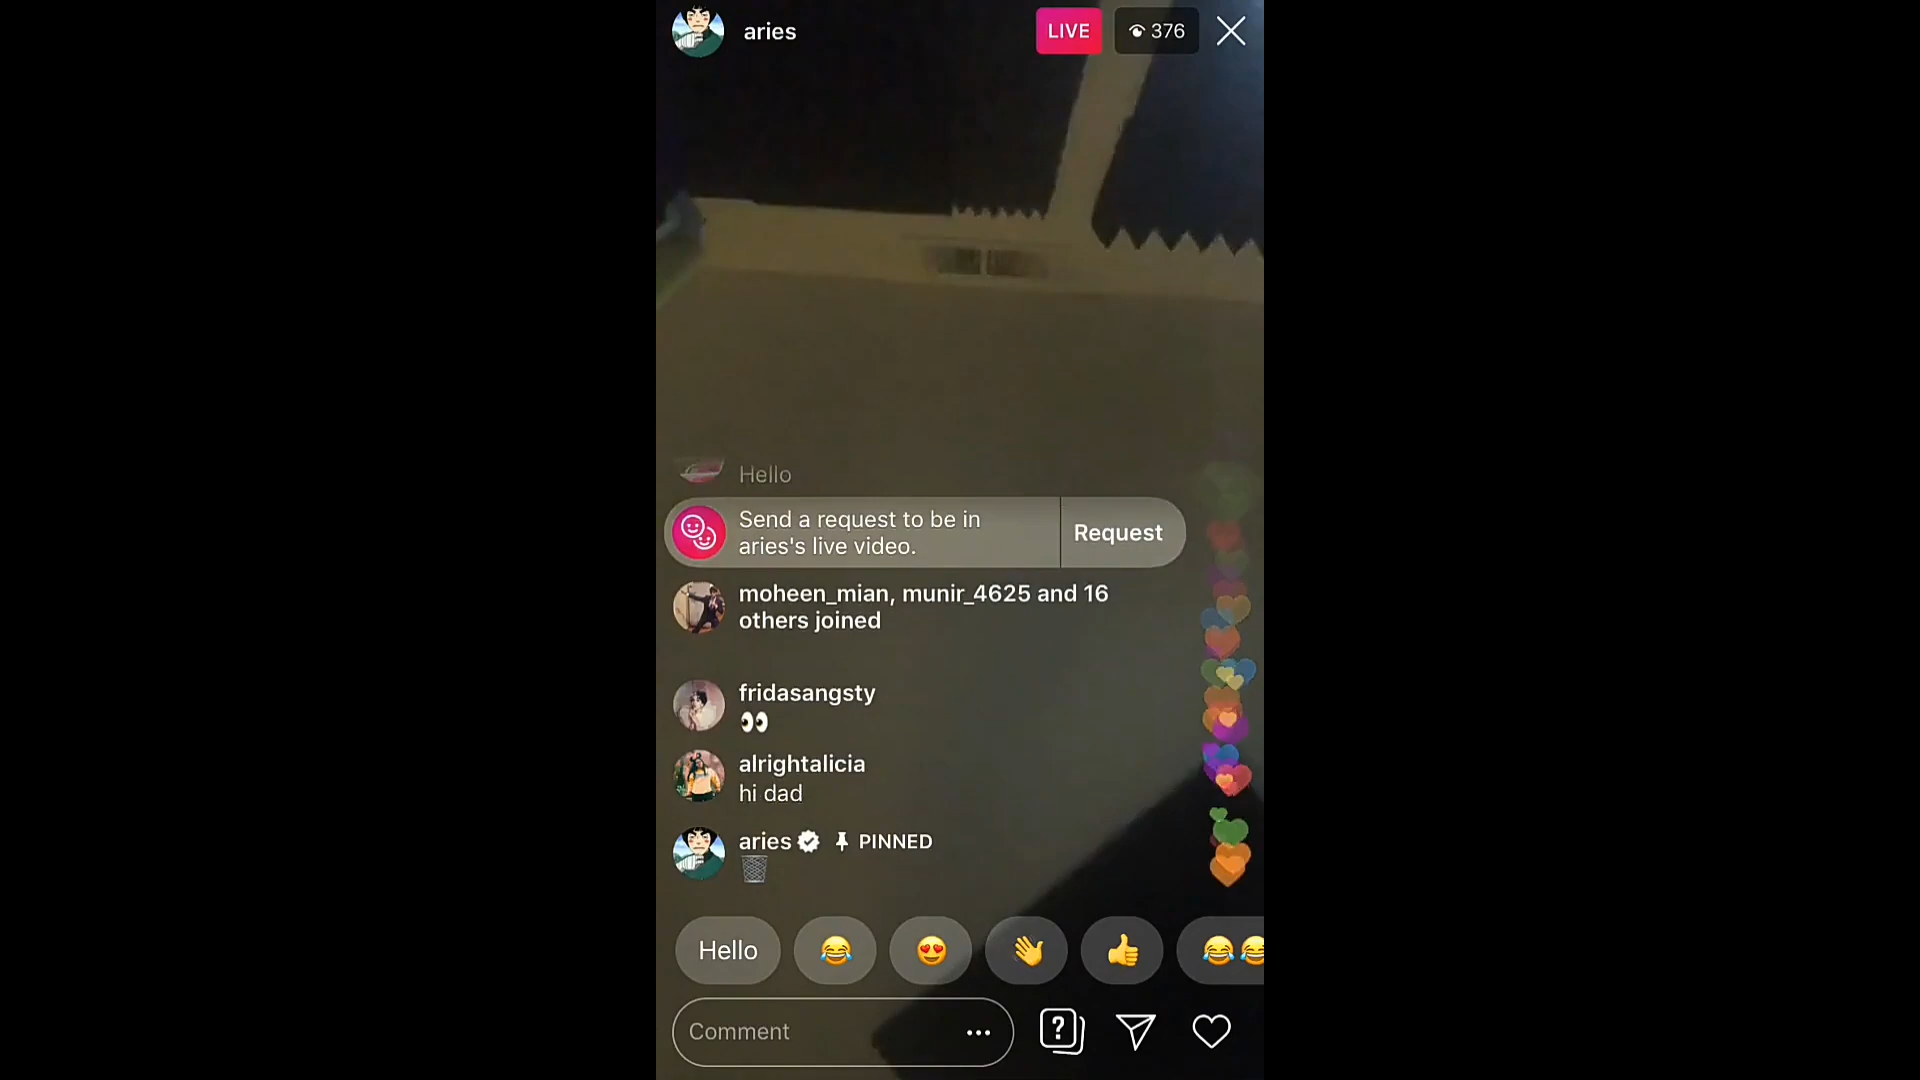 aries
LIVE
376
Hello
Send a request to be in
aries's live video.
Request
moheen_mian, munir_4625 and 16
others joined
fridasangsty
👀
alrightalicia
hi dad
aries PINNED
🗑️
Hello 😂 😍 👋 👍 😂😂
Comment